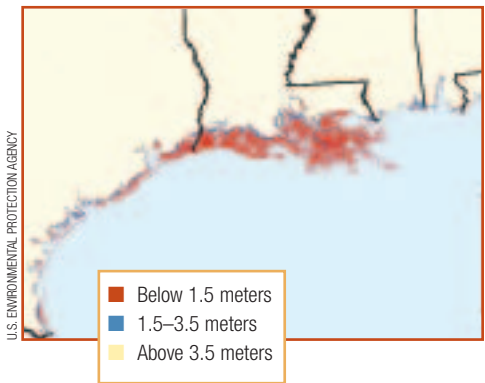 U.S. ENVIRONMENTAL PROTECTION AGENCY
Below 1.5 meters
1.5–3.5 meters
Above 3.5 meters